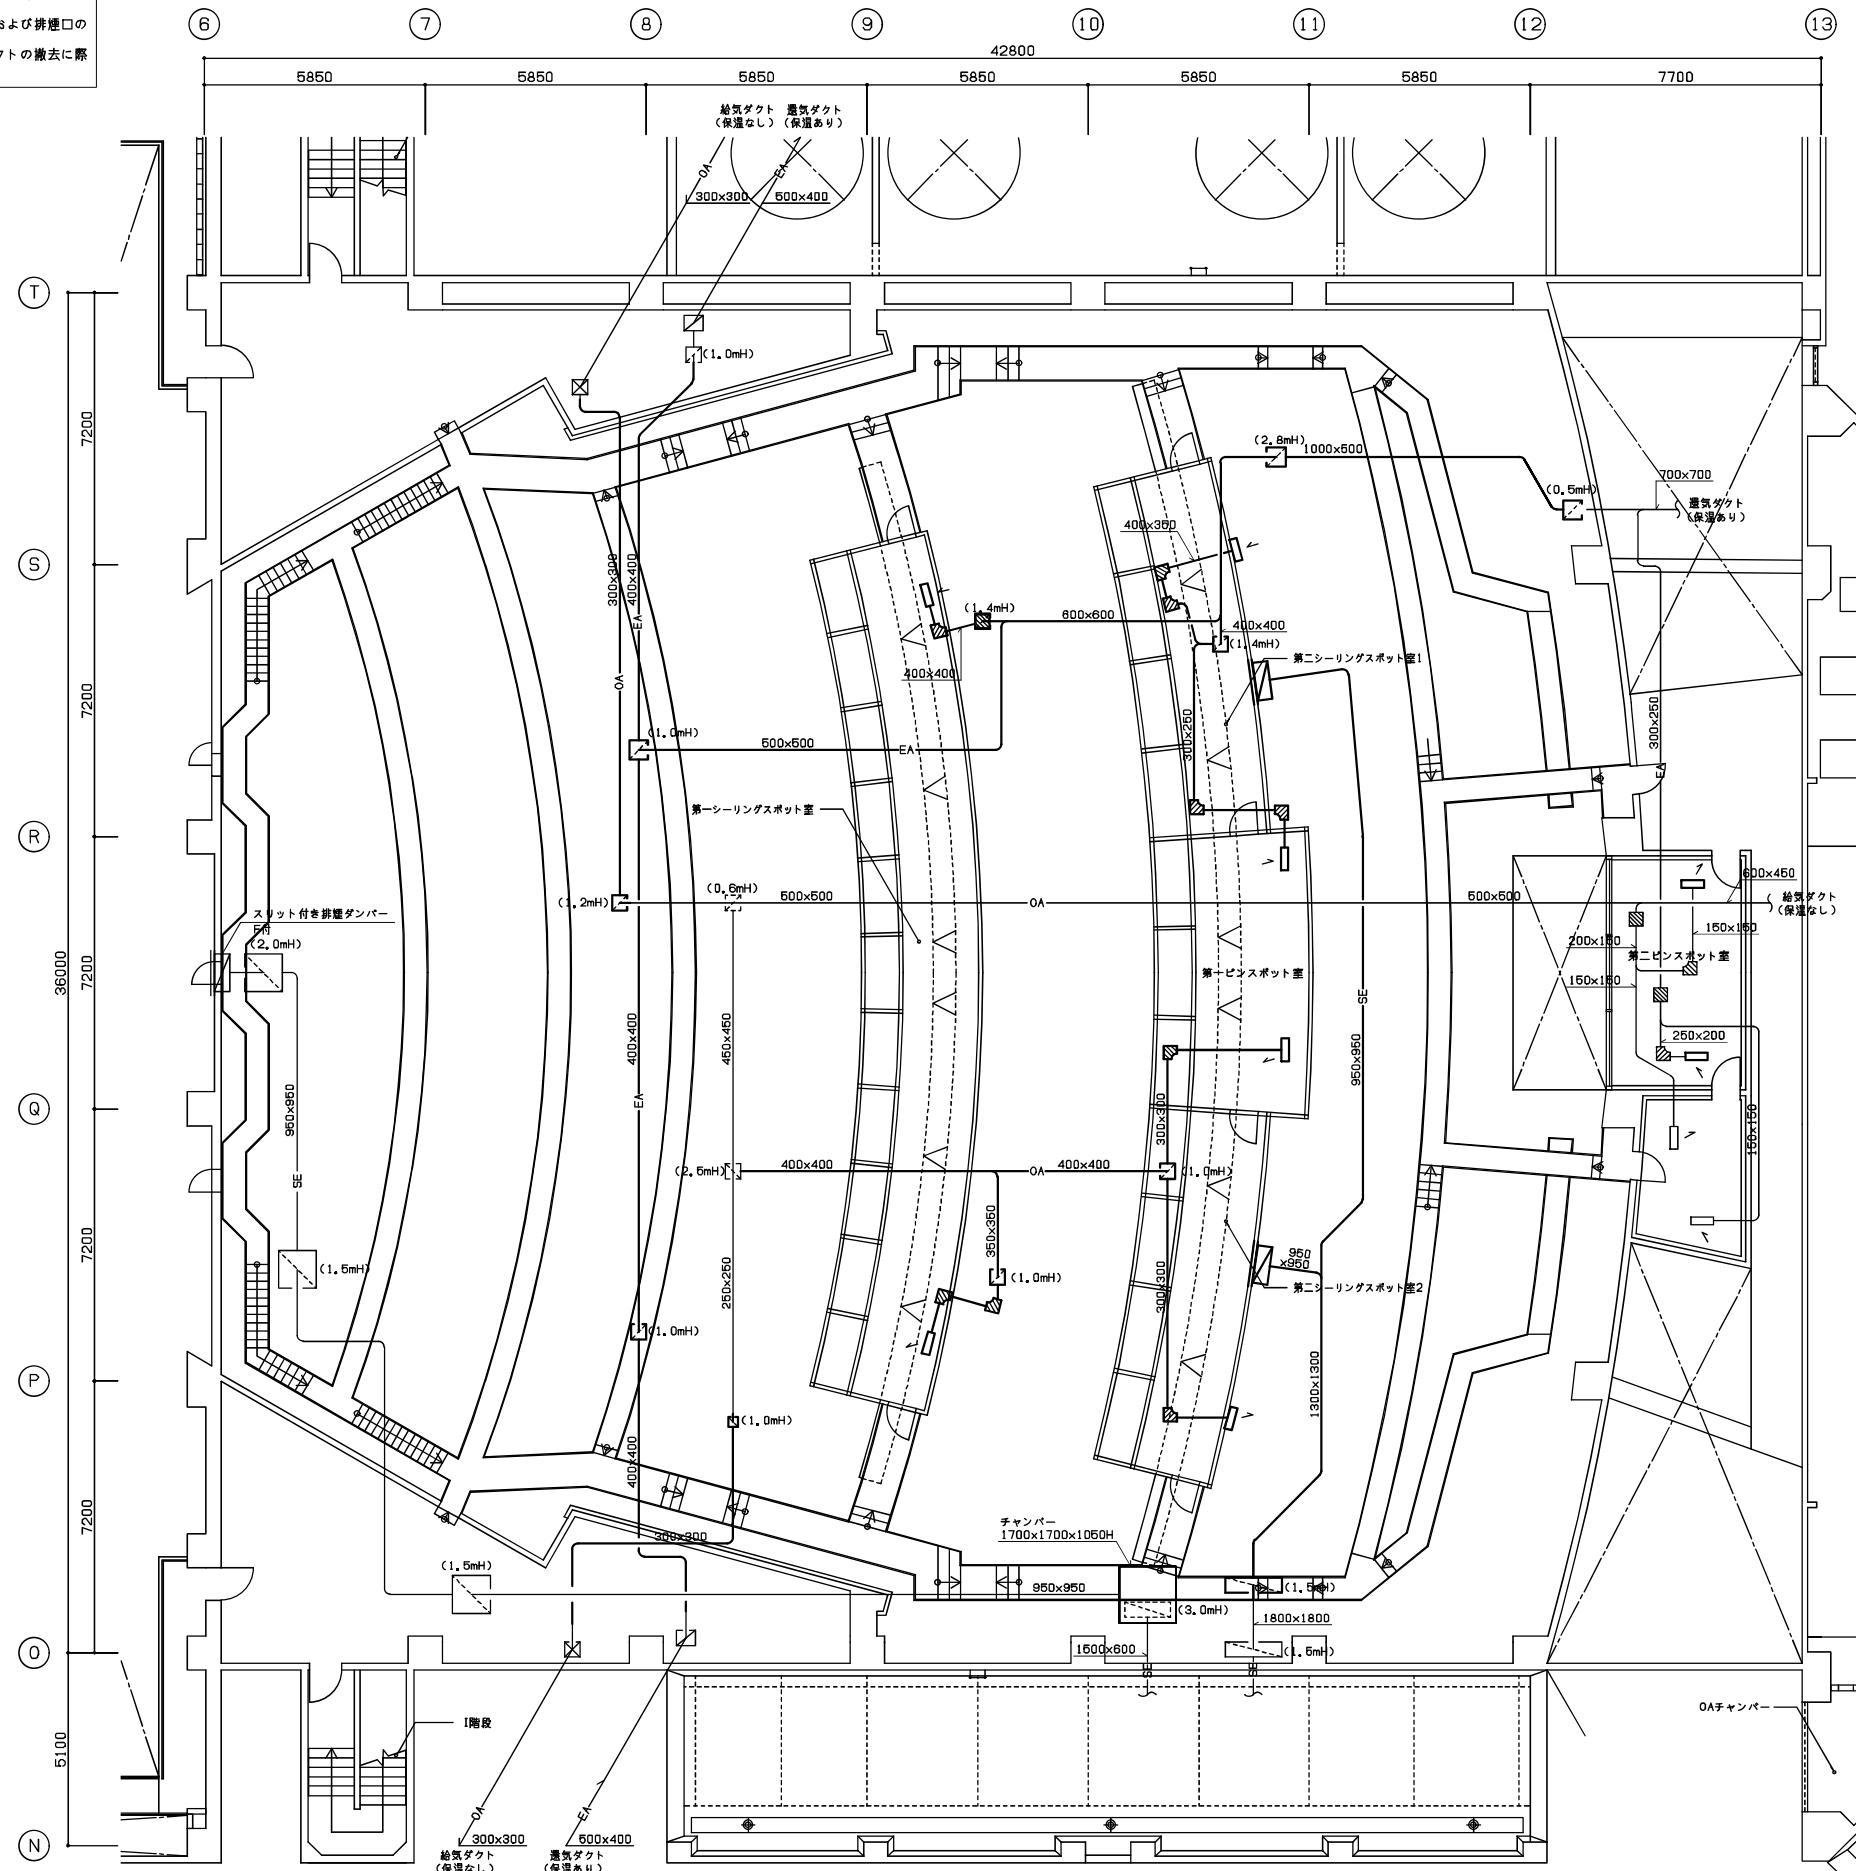 および排煙口の
クトの撤去に際
6 7 8 9 10 11 12 13
42800
5850 5850 5850 5850 5850 5850 7700
給気ダクト 還気ダクト
(保温なし) (保温あり)
OA EA
300x300 500x400
T
(1.0mH)
7200
(2.8mH)
1000x500
700x700
(0.5mH)
還気ダクト
(保温あり)
400x350
S
300x300
400x400
EA
(1.4mH)
600x600
400x400
(1.4mH)
第二シーリングスポット室1
400x400
OA
7200
(1.0mH)
500x500
EA
300x250
300x250
EA
第一シーリングスポット室
R
(1.2mH)
(0.6mH)
500x500
OA
500x500
600x450
給気ダクト
(保温なし)
スリット付き排煙ダンパー
F付
(2.0mH)
150x150
200x150
第二ピンスポット室
第一ピンスポット室
150x150
36000
7200
SE
250x200
400x400
450x450
950x950
EA
Q
950x950
300x300
150x150
SE
(2.5mH)
400x400
OA
400x400
(1.0mH)
7200
350x350
950
x950
(1.5mH)
250x250
(1.0mH)
300x300
第二シーリングスポット室2
(1.0mH)
P
1300x1300
(1.0mH)
400x400
7200
チャンバー
1700x1700x1050H
300x300
(1.5mH)
950x950
(1.5mH)
(3.0mH)
1800x1800
O
1500x600
(1.5mH)
SE SE
I階段
OAチャンバー
5100
OA EA
300x300 500x400
N
給気ダクト 還気ダクト
(保温なし) (保温あり)